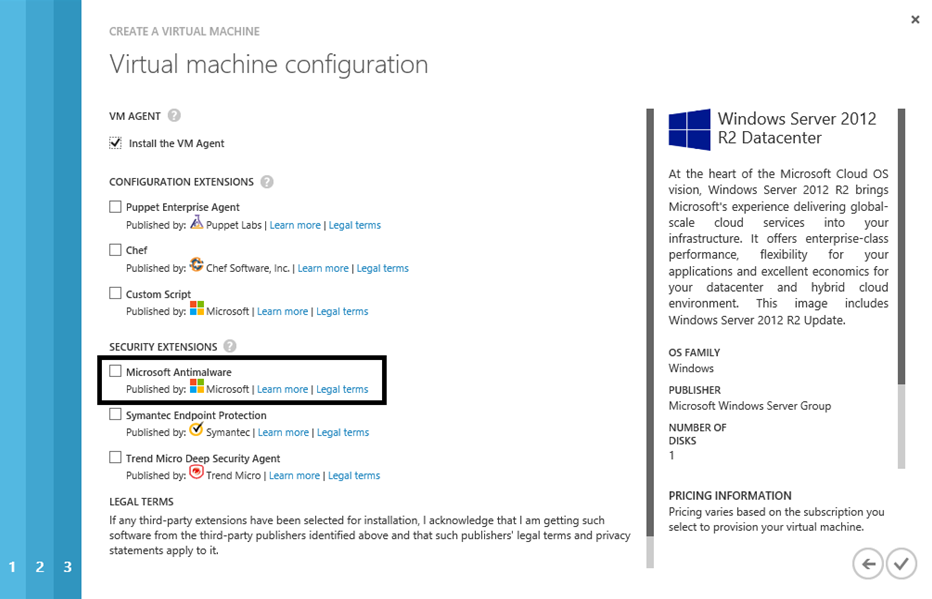 CREATE A VIRTUAL MACHINE
Virtual machine configuration
VM AGENT ?
Install the VM Agent
CONFIGURATION EXTENSIONS ?
Puppet Enterprise Agent
Published by: Puppet Labs | Learn more | Legal terms
Chef
Published by: Chef Software, Inc. | Learn more | Legal terms
Custom Script
Published by: Microsoft | Learn more | Legal terms
SECURITY EXTENSIONS ?
Microsoft Antimalware
Published by: Microsoft | Learn more | Legal terms
Symantec Endpoint Protection
Published by: Symantec | Learn more | Legal terms
Trend Micro Deep Security Agent
Published by: Trend Micro | Learn more | Legal terms
LEGAL TERMS
If any third-party extensions have been selected for installation, I acknowledge that I am getting such
software from the third-party publishers identified above and that such publishers' legal terms and privacy
statements apply to it.
Windows Server 2012
R2 Datacenter
At the heart of the Microsoft Cloud OS
vision, Windows Server 2012 R2 brings
Microsoft's experience delivering global-
scale cloud services into your
infrastructure. It offers enterprise-class
performance, flexibility for your
applications and excellent economics for
your datacenter and hybrid cloud
environment. This image includes
Windows Server 2012 R2 Update.
OS FAMILY
Windows
PUBLISHER
Microsoft Windows Server Group
NUMBER OF
DISKS
1
PRICING INFORMATION
Pricing varies based on the subscription you
select to provision your virtual machine.
1 2 3